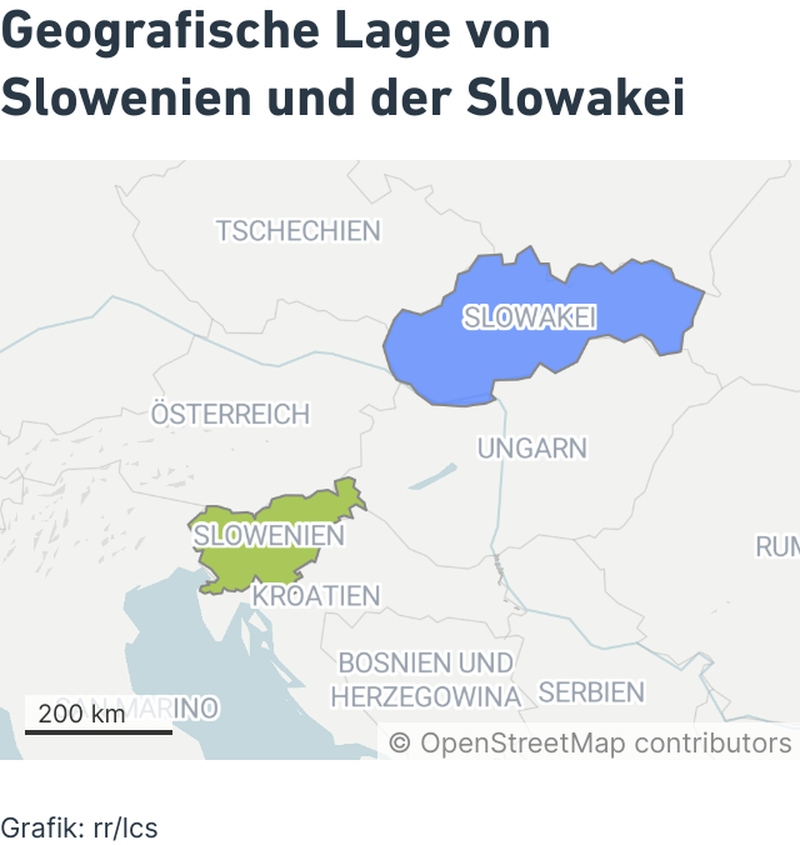 Geografische Lage von
Slowenien und der Slowakei
TSCHECHIEN
SLOWAKEI
ÖSTERREICH
UNGARN
SLOWENIEN
RUM
KROATIEN
BOSNIEN UND
HERZEGOWINA
SERBIEN
SAN MARINO
200 km
© OpenStreetMap contributors
Grafik: rr/lcs